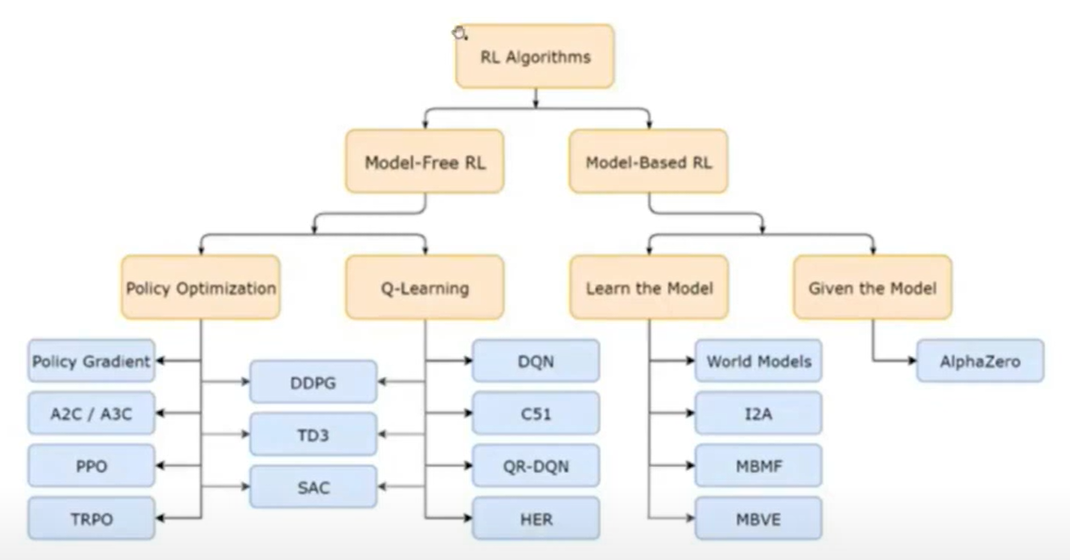 RL Algorithms
Model-Free RL
Model-Based RL
Policy Optimization
Q-Learning
Learn the Model
Given the Model
Policy Gradient
DDPG
DQN
World Models
AlphaZero
A2C / A3C
TD3
C51
I2A
PPO
SAC
QR-DQN
MBMF
TRPO
HER
MBVE